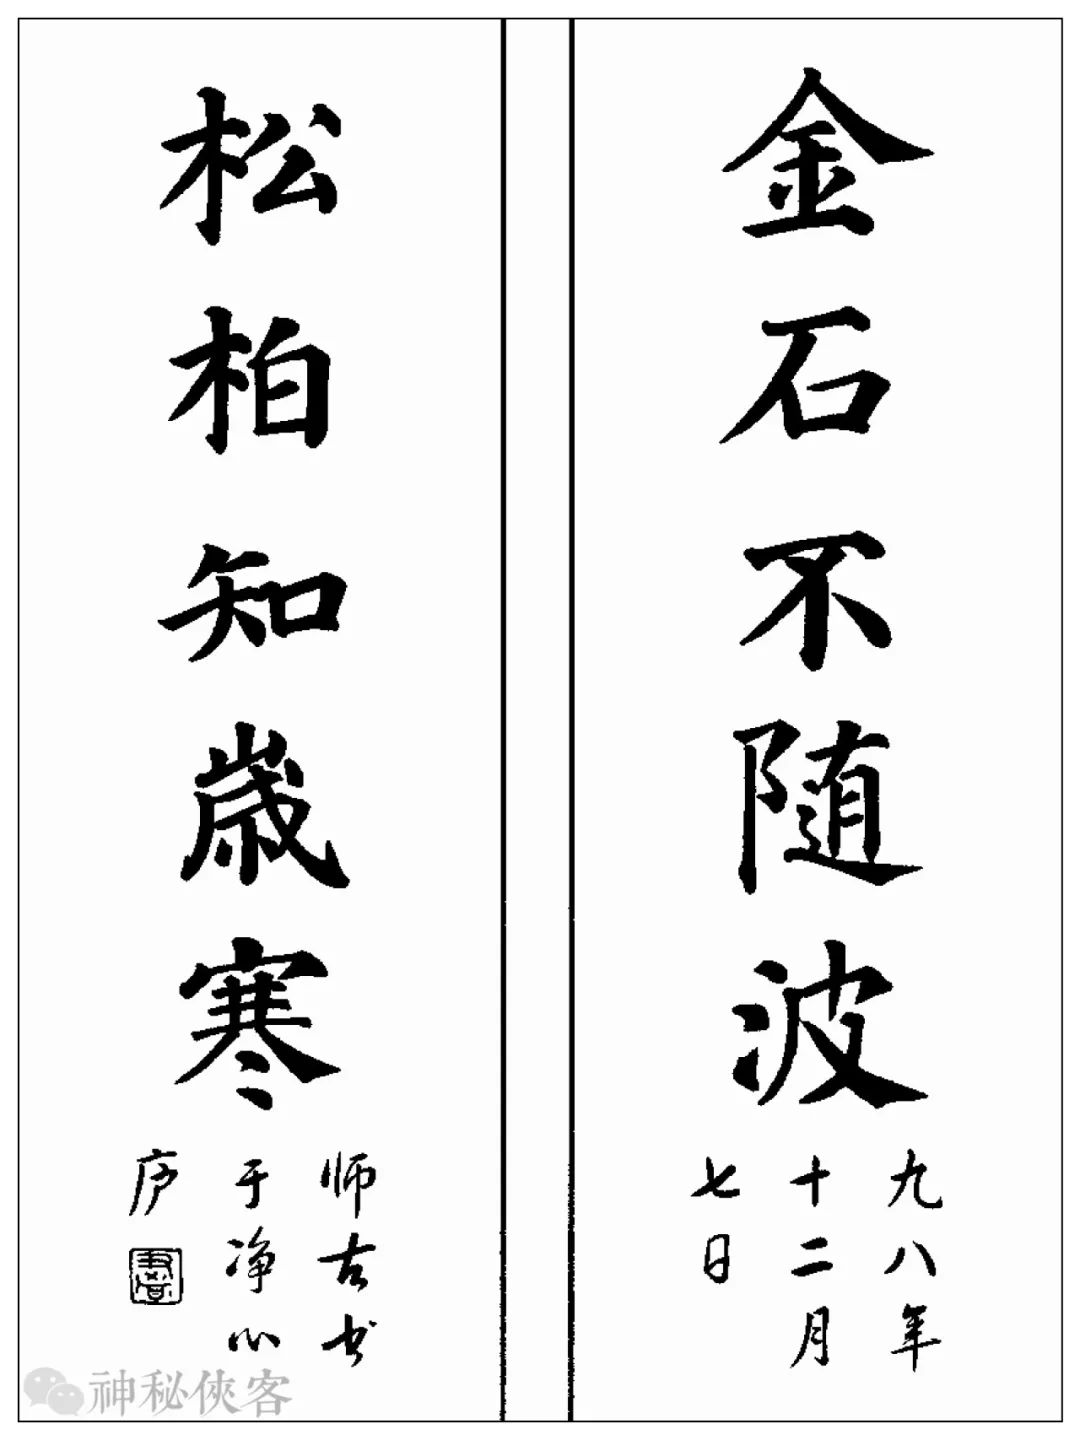 金石不随波
九八年
十二月
七日
松柏知歲寒
师古书
于净心
庐
神秘俠客